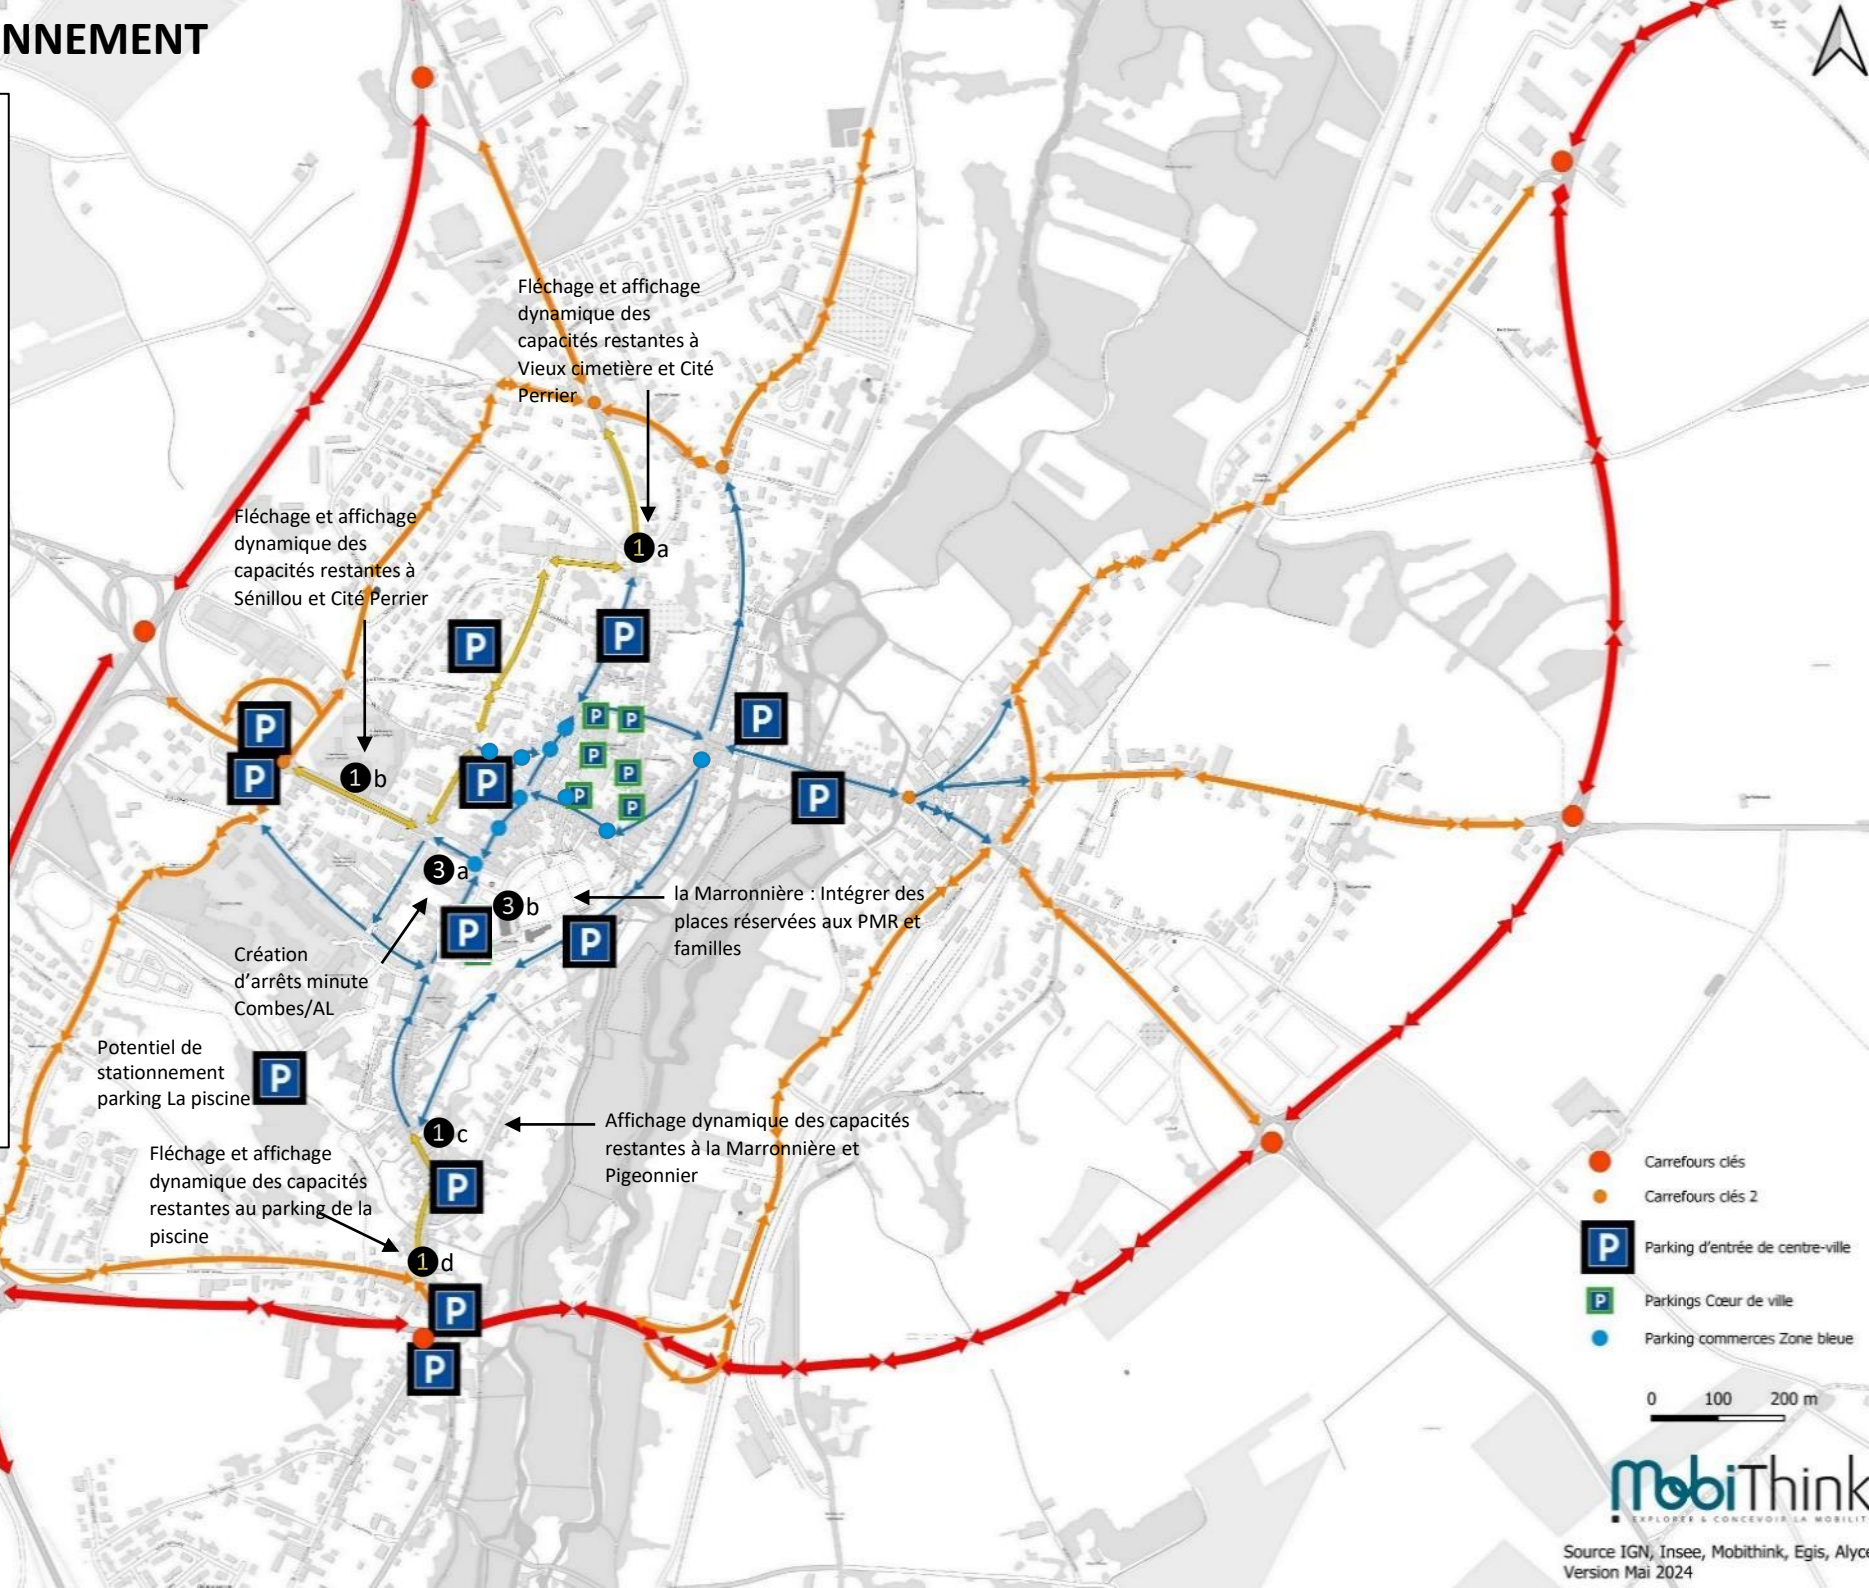 NNEMENT
Fléchage et affichage
dynamique des
capacités restantes à
Vieux cimetière et Cité
Perrier
1 a
Fléchage et affichage
dynamique des
capacités restantes à
Sénillou et Cité Perrier
1 b
P
P
P
P
P
P
P
P
P
P
P
P
P
P
3 a
3 b
la Marronnière : Intégrer des
places réservées aux PMR et
familles
P
P
Création
d'arrêts minute
Combes/AL
Potentiel de
stationnement
parking La piscine
P
1 c
Affichage dynamique des capacités
restantes à la Marronnière et
Pigeonnier
Fléchage et affichage
dynamique des capacités
restantes au parking de la
piscine
P
1 d
P
P
Carrefours clés
Carrefours clés 2
P Parking d'entrée de centre-ville
P Parkings Cœur de ville
Parking commerces Zone bleue
0 100 200 m
MobiThink
EXPLORER & CONCEVOIR LA MOBILIT
Source IGN, Insee, Mobithink, Egis, Alyce
Version Mai 2024